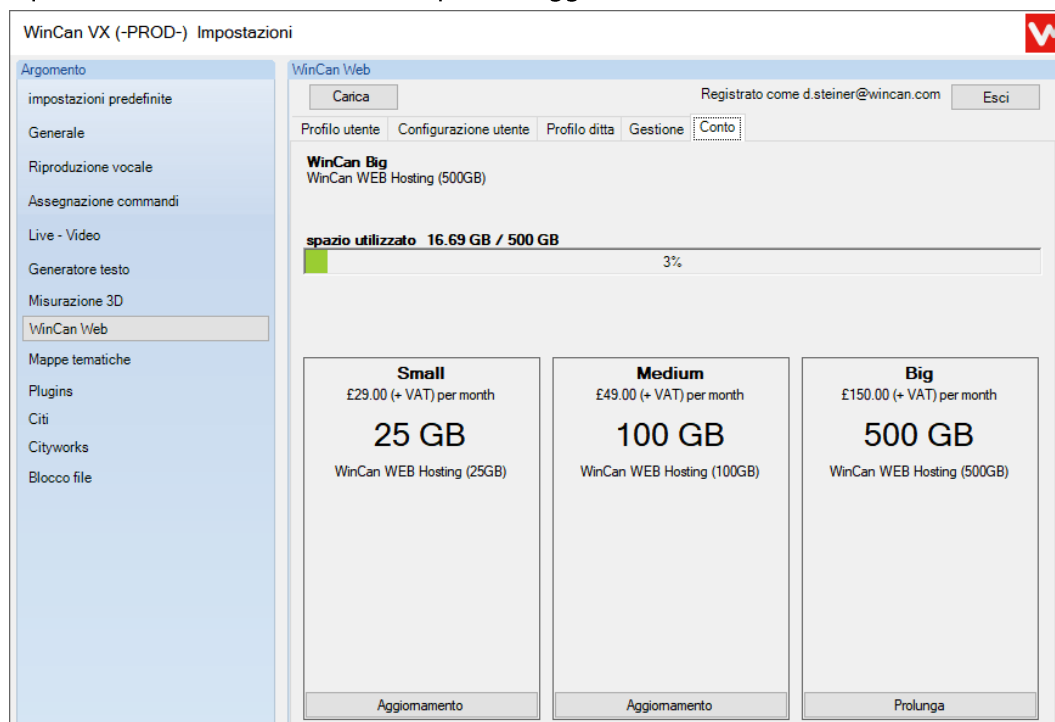 WinCan VX (-PROD-) Impostazioni
Argomento
impostazioni predefinite
Generale
Riproduzione vocale
Assegnazione commandi
Live - Video
Generatore testo
Misurazione 3D
WinCan Web
Mappe tematiche
Plugins
Citi
Cityworks
Blocco file
WinCan Web
Carica
Registrato come d.steiner@wincan.com
Esci
Profilo utente
Configurazione utente
Profilo ditta
Gestione
Conto
WinCan Big
WinCan WEB Hosting (500GB)
spazio utilizzato 16.69 GB / 500 GB
3%
Small
£29.00 (+ VAT) per month
25 GB
WinCan WEB Hosting (25GB)
Aggiornamento
Medium
£49.00 (+ VAT) per month
100 GB
WinCan WEB Hosting (100GB)
Aggiornamento
Big
£150.00 (+ VAT) per month
500 GB
WinCan WEB Hosting (500GB)
Prolunga